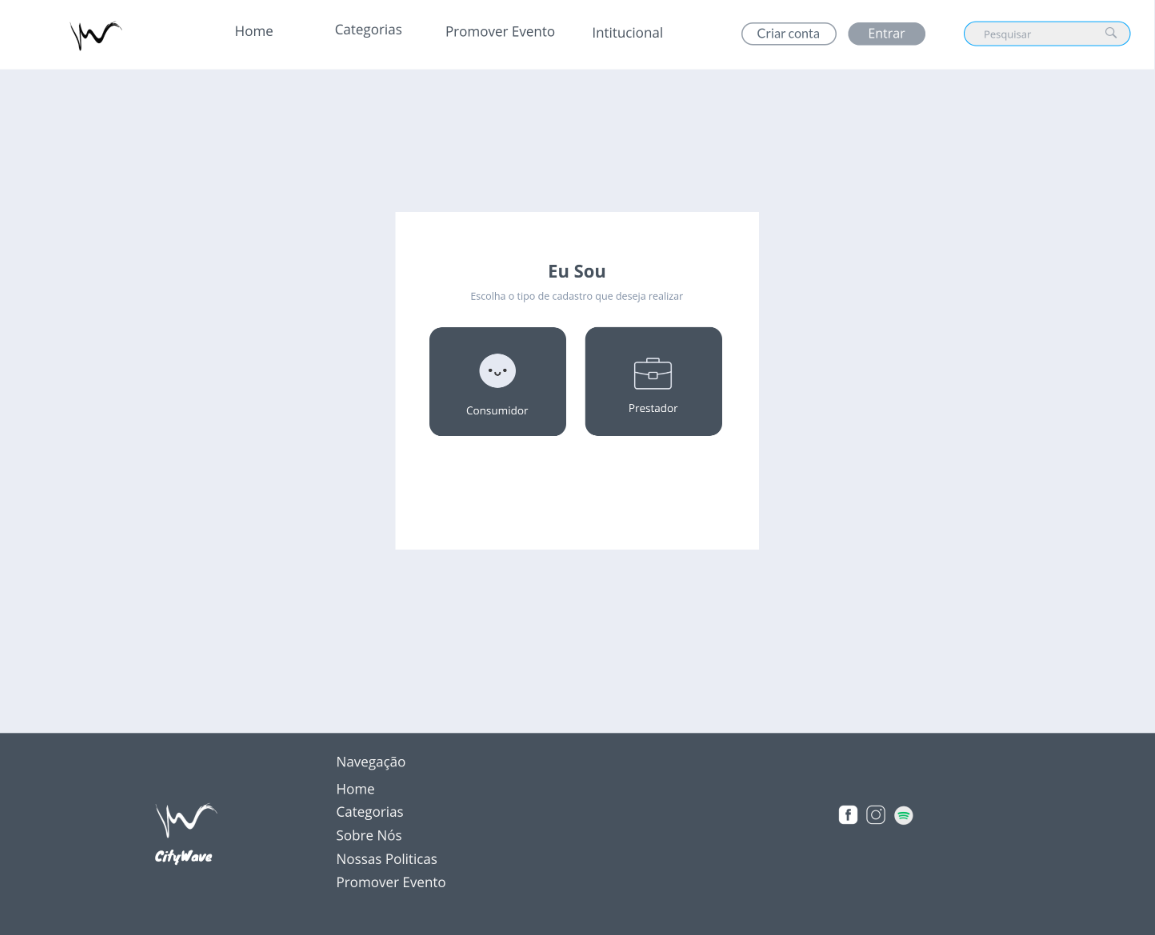 Home
Categorias
Promover Evento
Intitucional
Criar conta
Entrar
Pesquisar
Eu Sou
Escolha o tipo de cadastro que deseja realizar
Consumidor
Prestador
CityWave
Navegação
Home
Categorias
Sobre Nós
Nossas Politicas
Promover Evento